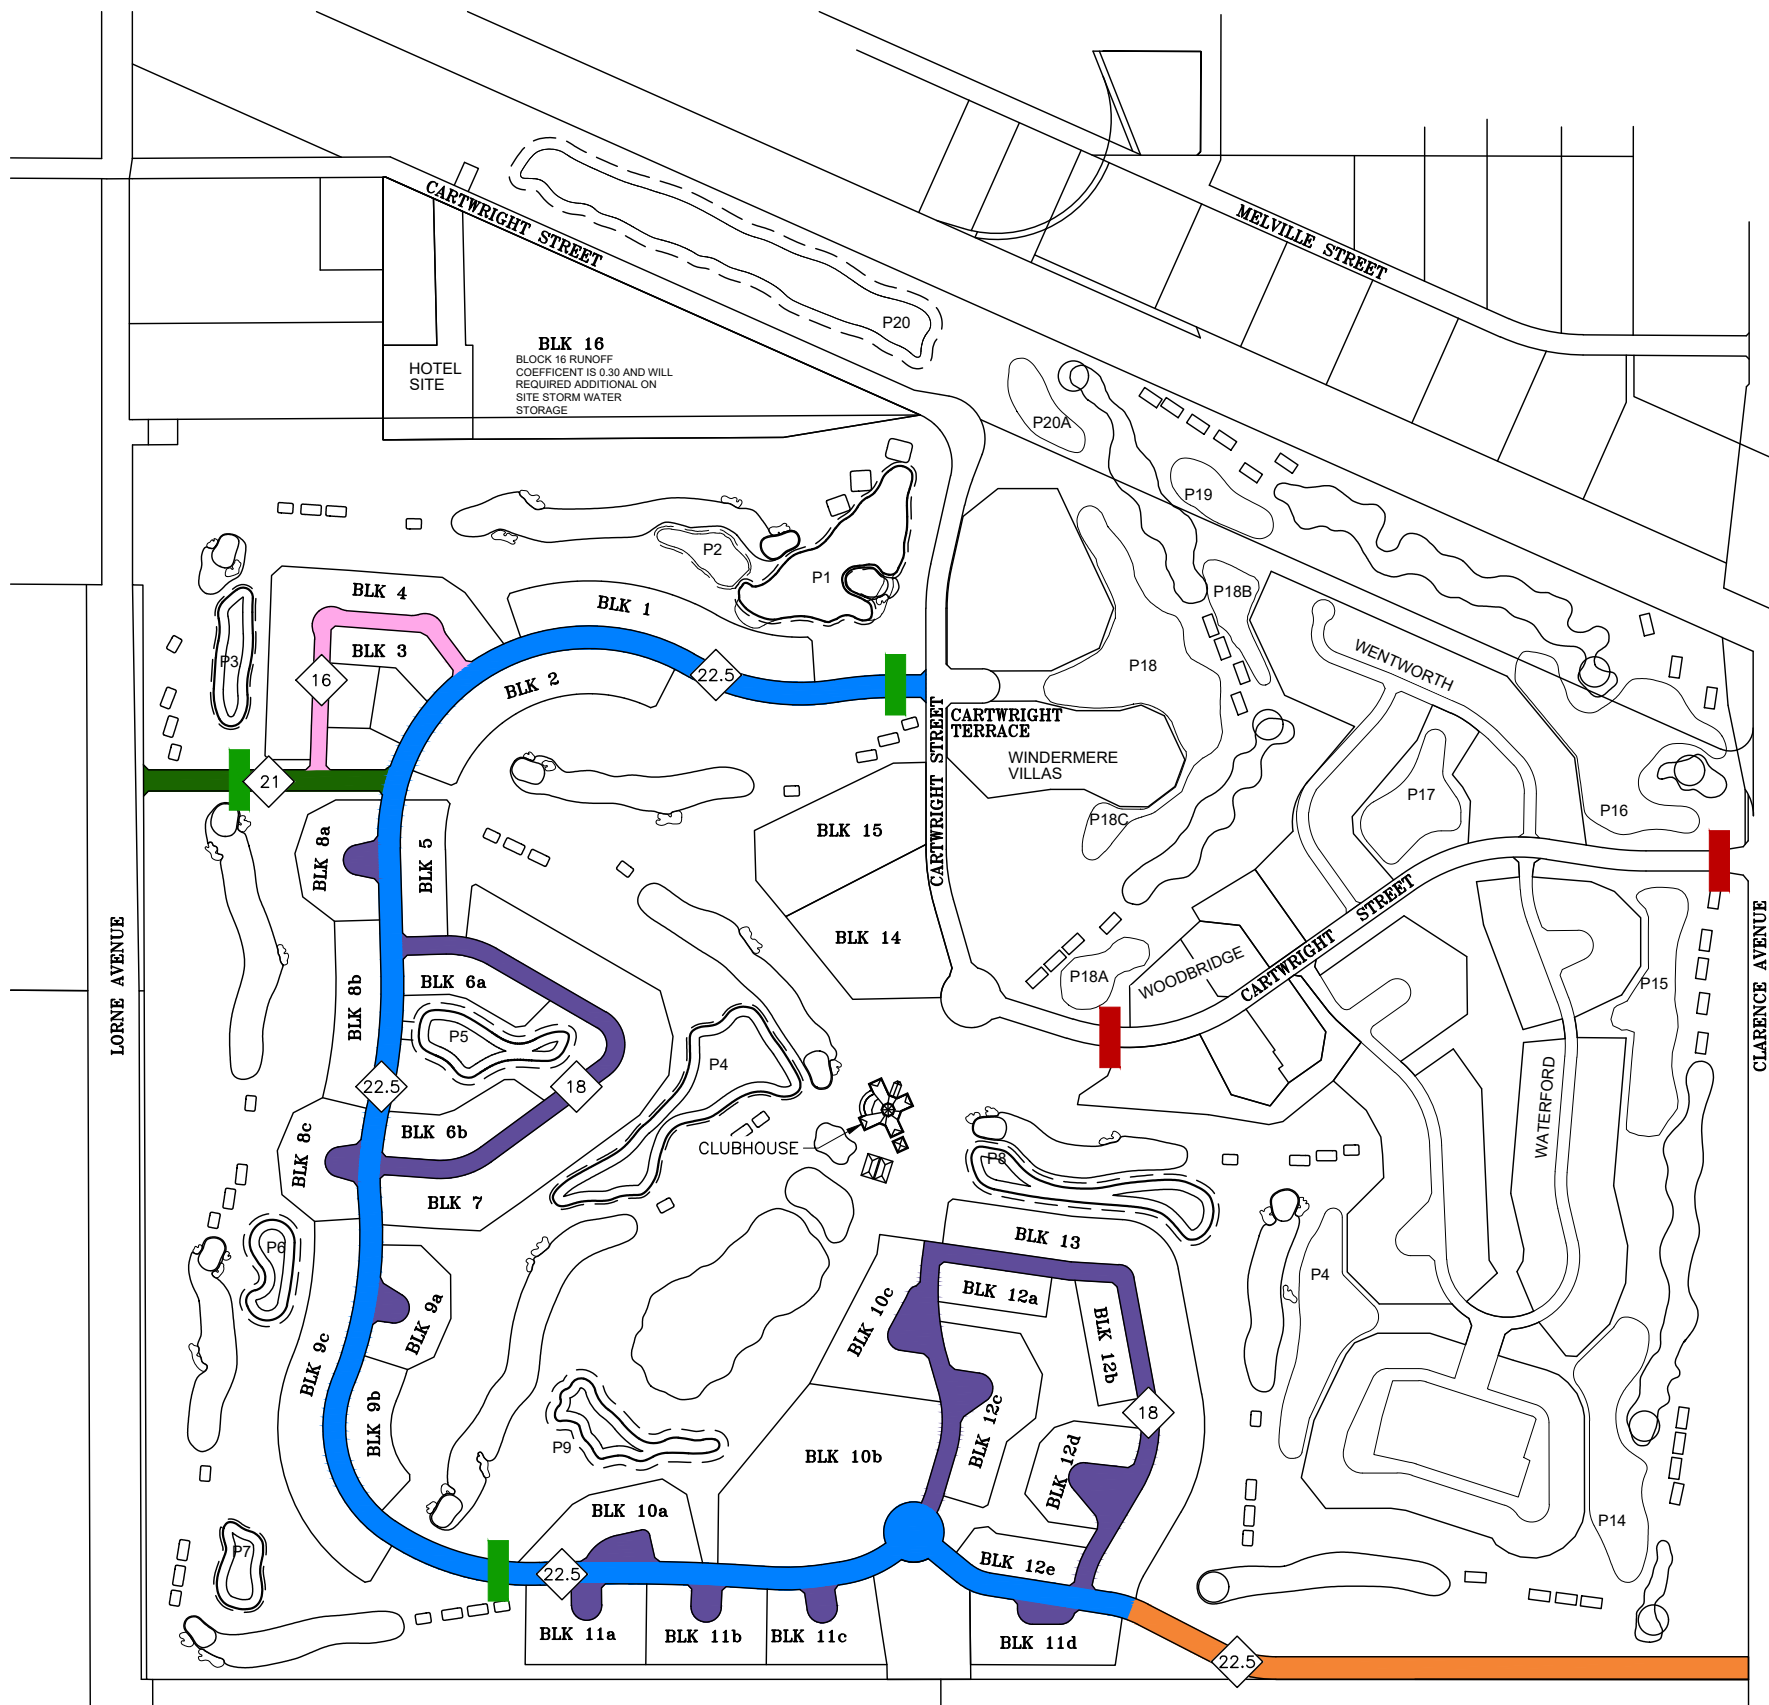 CARTWRIGHT STREET
MELVILLE STREET
P20
BLK 16
BLOCK 16 RUNOFF
COEFFICENT IS 0.30 AND WILL
REQUIRED ADDITIONAL ON
SITE STORM WATER
STORAGE
HOTEL
SITE
P20A
P19
P2
P1
P18B
BLK 4
BLK 1
BLK 3
P3
16
BLK 2
22.5
P18
WENTWORTH
CARTWRIGHT STREET
CARTWRIGHT
TERRACE
WINDERMERE
VILLAS
21
P17
P16
P18C
BLK 15
BLK 8a
BLK 5
BLK 14
LORNE AVENUE
CLARENCE AVENUE
CARTWRIGHT STREET
WOODBRIDGE
P18A
P15
BLK 8b
BLK 6a
P5
P4
22.5
18
BLK 6b
BLK 8c
CLUBHOUSE
P8
WATERFORD
BLK 7
P6
BLK 13
P4
BLK 9a
BLK 10c
BLK 12a
BLK 12b
BLK 9c
BLK 9b
BLK 12c
18
P9
BLK 10b
BLK 12d
P14
BLK 10a
P7
22.5
BLK 12e
BLK 11a
BLK 11b
BLK 11c
BLK 11d
22.5